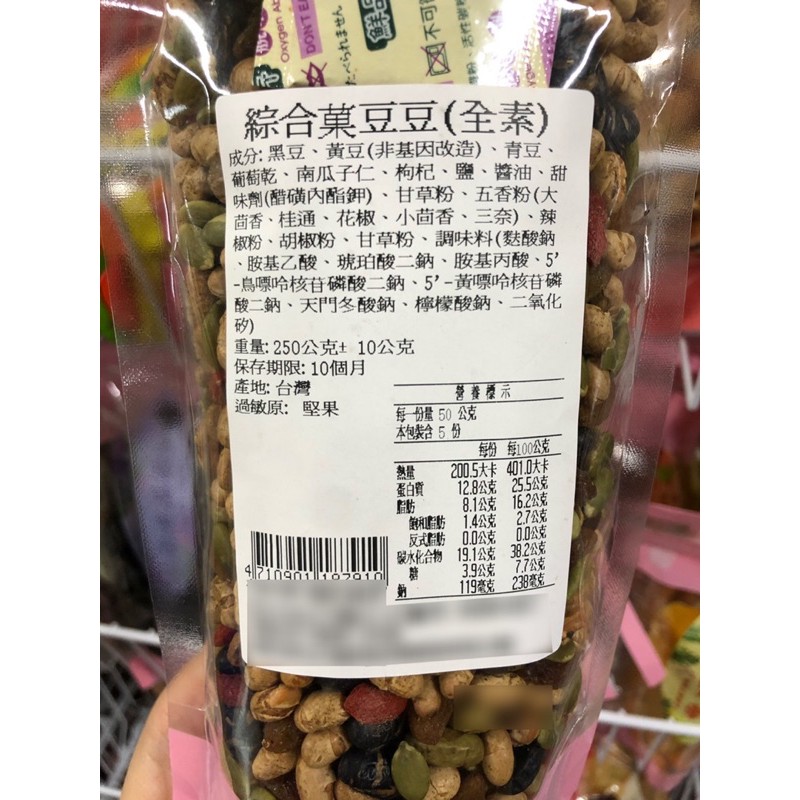 Oxygen Ab
DON'T E
たべられません
鮮
不可
綜合菓豆豆(全素)
成分:黑豆、黃豆(非基因改造)、青豆、
葡萄乾、南瓜子仁、枸杞、鹽、醬油、甜
味劑(醋磺內酯鉀)、甘草粉、五香粉(大
茴香、桂通、花椒、小茴香、三奈)、辣
椒粉、胡椒粉、甘草粉、調味料(麩酸鈉
、胺基乙酸、琥珀酸二鈉、胺基丙酸、5’
-鳥嘌呤核苷磷酸二鈉、5’-黃嘌呤核苷磷
酸二鈉、天門冬酸鈉、檸檬酸鈉、二氧化
矽)
重量:250公克± 10公克
保存期限:10個月
產地:台灣
過敏原: 堅果
營養標示
每一份量 50 公克
本包裝含 5 份
每份 每100公克
熱量 200.5大卡 401.0大卡
蛋白質 12.8公克 25.5公克
脂肪 8.1公克 16.2公克
飽和脂肪 1.4公克 2.7公克
反式脂肪 0.0公克 0.0公克
碳水化合物 19.1公克 38.2公克
糖 3.9公克 7.7公克
鈉 119毫克 238毫克
4 710901 187910